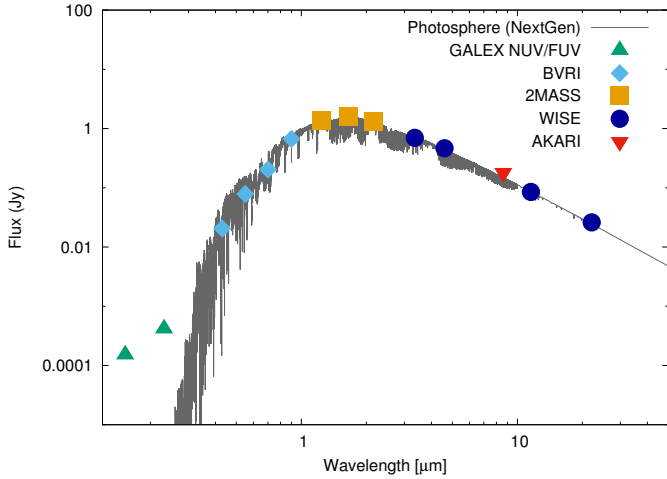 100
1
0.01
0.0001
Flux (Jy)
Photosphere (NextGen)
GALEX NUV/FUV
BVRI
2MASS
WISE
AKARI
1
10
Wavelength [μm]